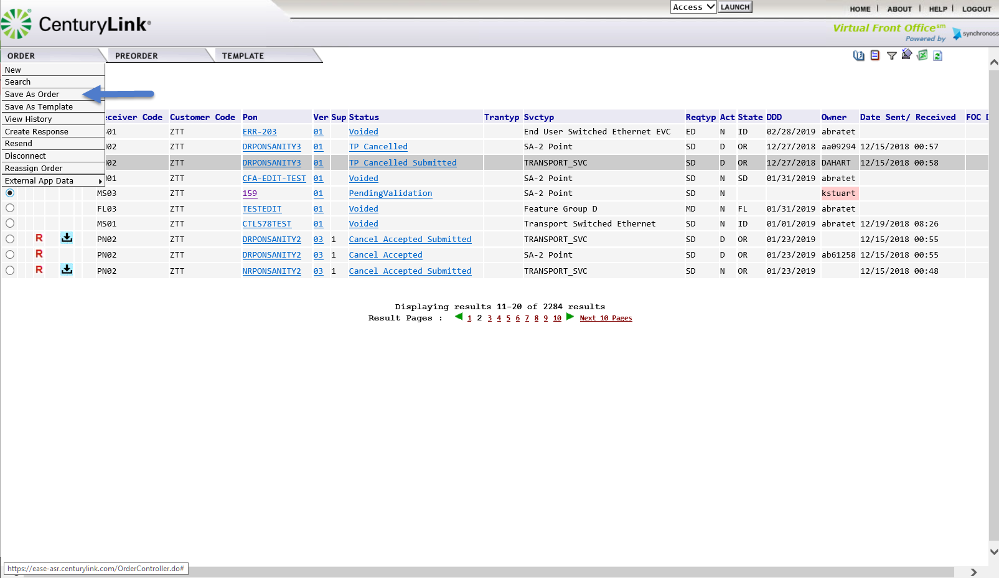 Access LAUNCH HOME | ABOUT | HELP | LOGOUT
CenturyLink®
Virtual Front Office sm
Powered by synchronoss
ORDER PREORDER TEMPLATE
New
Search
Save As Order
Save As Template
View History
Create Response
Resend
Disconnect
Reassign Order
External App Data
eceiver Code Customer Code Pon Ver Sup Status Trantyp Svctyp Reqtyp Act State DDD Owner Date Sent/ Received FOC D
01 ZTT ERR-203 01 Voided End User Switched Ethernet EVC ED N ID 02/28/2019 abratet
02 ZTT DRPONSANITY3 01 TP Cancelled SA-2 Point SD D OR 12/27/2018 aa09294 12/15/2018 00:57
02 ZTT DRPONSANITY3 01 TP Cancelled Submitted TRANSPORT_SVC SD D OR 12/27/2018 DAHART 12/15/2018 00:58
01 ZTT CFA-EDIT-TEST 01 Voided SA-2 Point SD N SD 01/31/2019 abratet
MS03 ZTT 159 01 PendingValidation SA-2 Point SD N kstuart
FL03 ZTT TESTEDIT 01 Voided Feature Group D MD N FL 01/31/2019 abratet
MS01 ZTT CTLS78TEST 01 Voided Transport Switched Ethernet SD N ID 01/01/2019 abratet 12/19/2018 08:26
R PN02 ZTT DRPONSANITY2 03 1 Cancel Accepted Submitted TRANSPORT_SVC SD D OR 01/23/2019 12/15/2018 00:55
R PN02 ZTT DRPONSANITY2 03 1 Cancel Accepted SA-2 Point SD D OR 01/23/2019 ab61258 12/15/2018 00:55
R PN02 ZTT NRPONSANITY2 03 1 Cancel Accepted Submitted TRANSPORT_SVC SD N OR 01/23/2019 12/15/2018 00:48
Displaying results 11-20 of 2284 results
Result Pages : 1 2 3 4 5 6 7 8 9 10 Next 10 Pages
https://ease-asr.centurylink.com/OrderController.do#